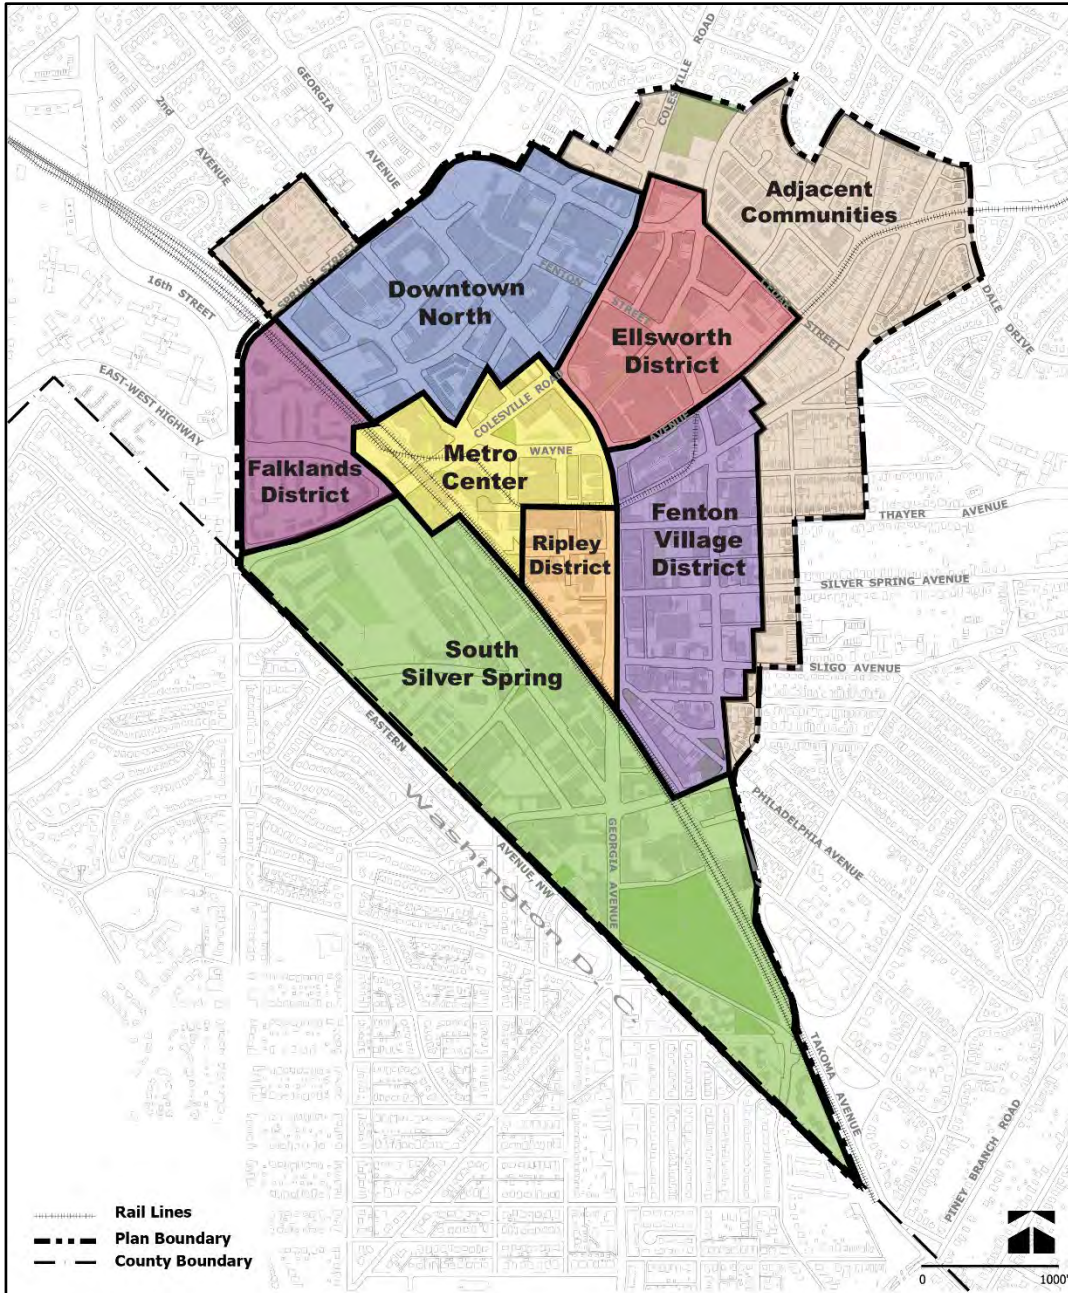 COLESVILLE ROAD
GEORGIA
AVENUE
2nd
AVENUE
Adjacent
Communities
SPRING STREET
16th STREET
FENTON
STREET
Downtown
North
CEDAR
STREET
DALE DRIVE
Ellsworth
District
EAST-WEST HIGHWAY
COLESVILLE ROAD
AVENUE
WAYNE
Metro
Center
Falklands
District
Fenton
Village
District
THAYER AVENUE
Ripley
District
SILVER SPRING AVENUE
South
Silver Spring
SLIGO AVENUE
EASTERN
AVENUE, NW
Washington D. C.
GEORGIA AVENUE
PHILADELPHIA AVENUE
TAKOMA AVENUE
PINEY BRANCH ROAD
Rail Lines
Plan Boundary
County Boundary
0 1000'